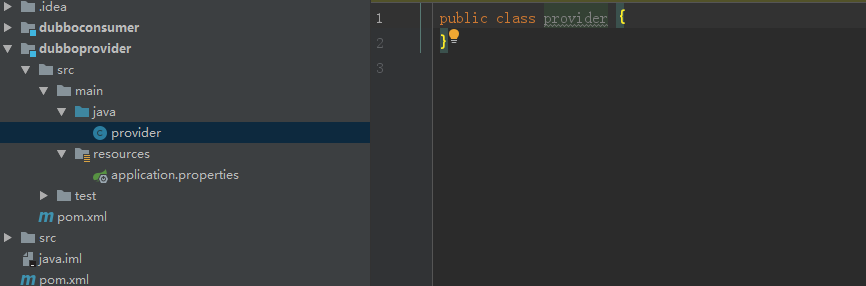 .idea
dubboconsumer
dubboprovider
src
main
java
provider
resources
application.properties
test
pom.xml
src
java.iml
pom.xml
1 public class provider {
2 }
3